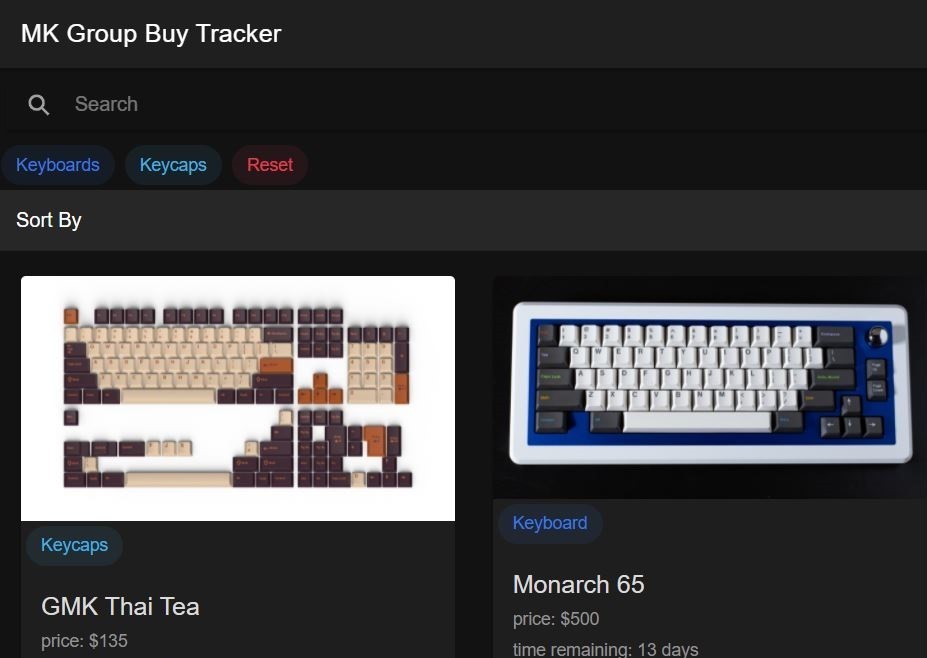 MK Group Buy Tracker
Search
Keyboards Keycaps Reset
Sort By
Keycaps
GMK Thai Tea
price: $135
Keyboard
Monarch 65
price: $500
time remaining: 13 days